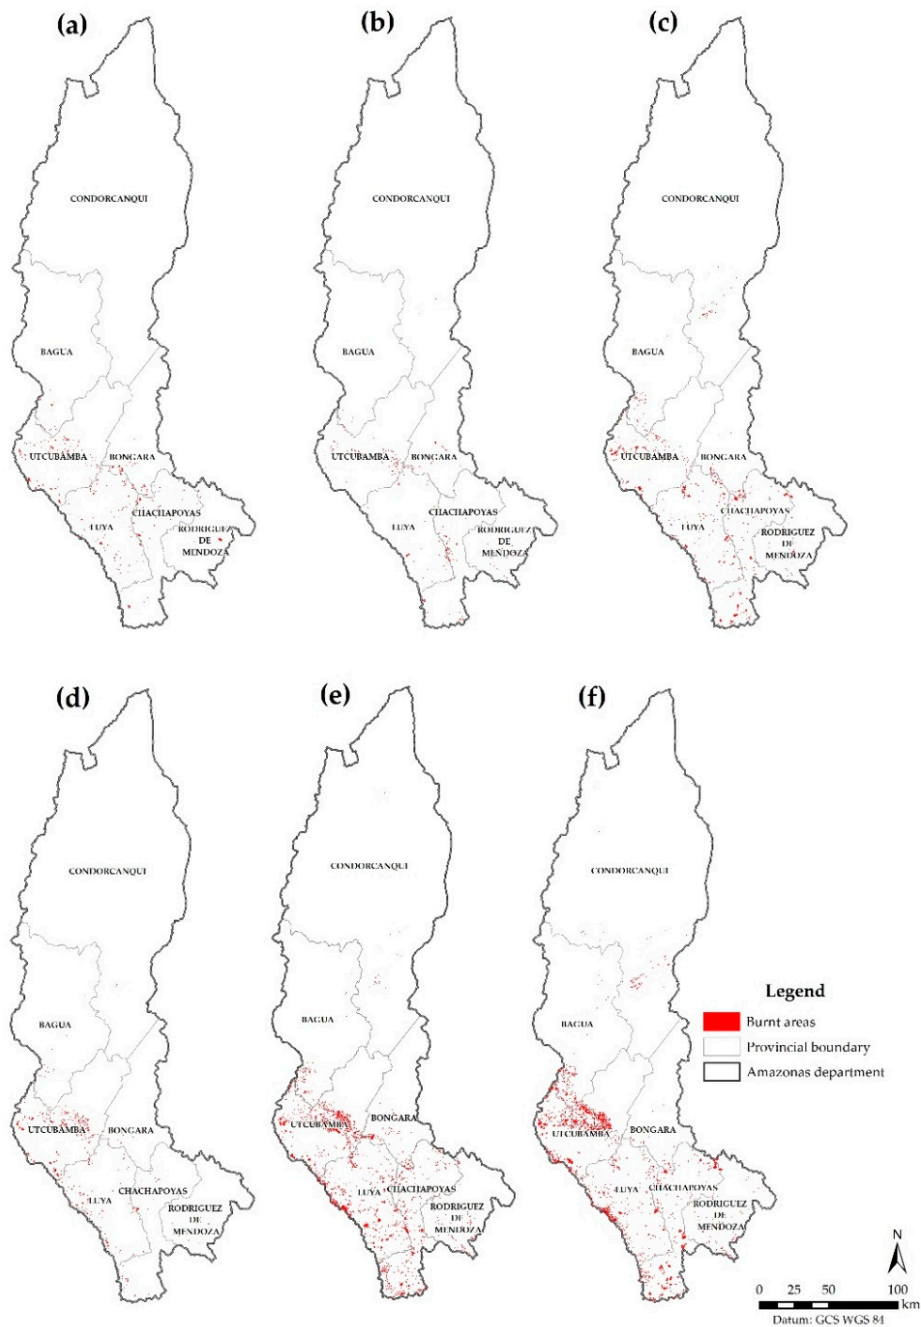 (a)
CONDORCANQUI
BAGUA
UTCUBAMBA
BONGARA
LUYA
CHACHAPOYAS
RODRIGUEZ
DE
MENDOZA
(b)
CONDORCANQUI
BAGUA
UTCUBAMBA
BONGARA
LUYA
CHACHAPOYAS
RODRIGUEZ
DE
MENDOZA
(c)
CONDORCANQUI
BAGUA
UTCUBAMBA
BONGARA
LUYA
CHACHAPOYAS
RODRIGUEZ
DE
MENDOZA
(d)
CONDORCANQUI
BAGUA
UTCUBAMBA
BONGARA
LUYA
CHACHAPOYAS
RODRIGUEZ
DE
MENDOZA
(e)
CONDORCANQUI
BAGUA
UTCUBAMBA
BONGARA
LUYA
CHACHAPOYAS
RODRIGUEZ
DE
MENDOZA
(f)
CONDORCANQUI
BAGUA
UTCUBAMBA
BONGARA
LUYA
CHACHAPOYAS
RODRIGUEZ
DE
MENDOZA
Legend
Burnt areas
Provincial boundary
Amazonas department
N
0 25 50 100
km
Datum: GCS WGS 84